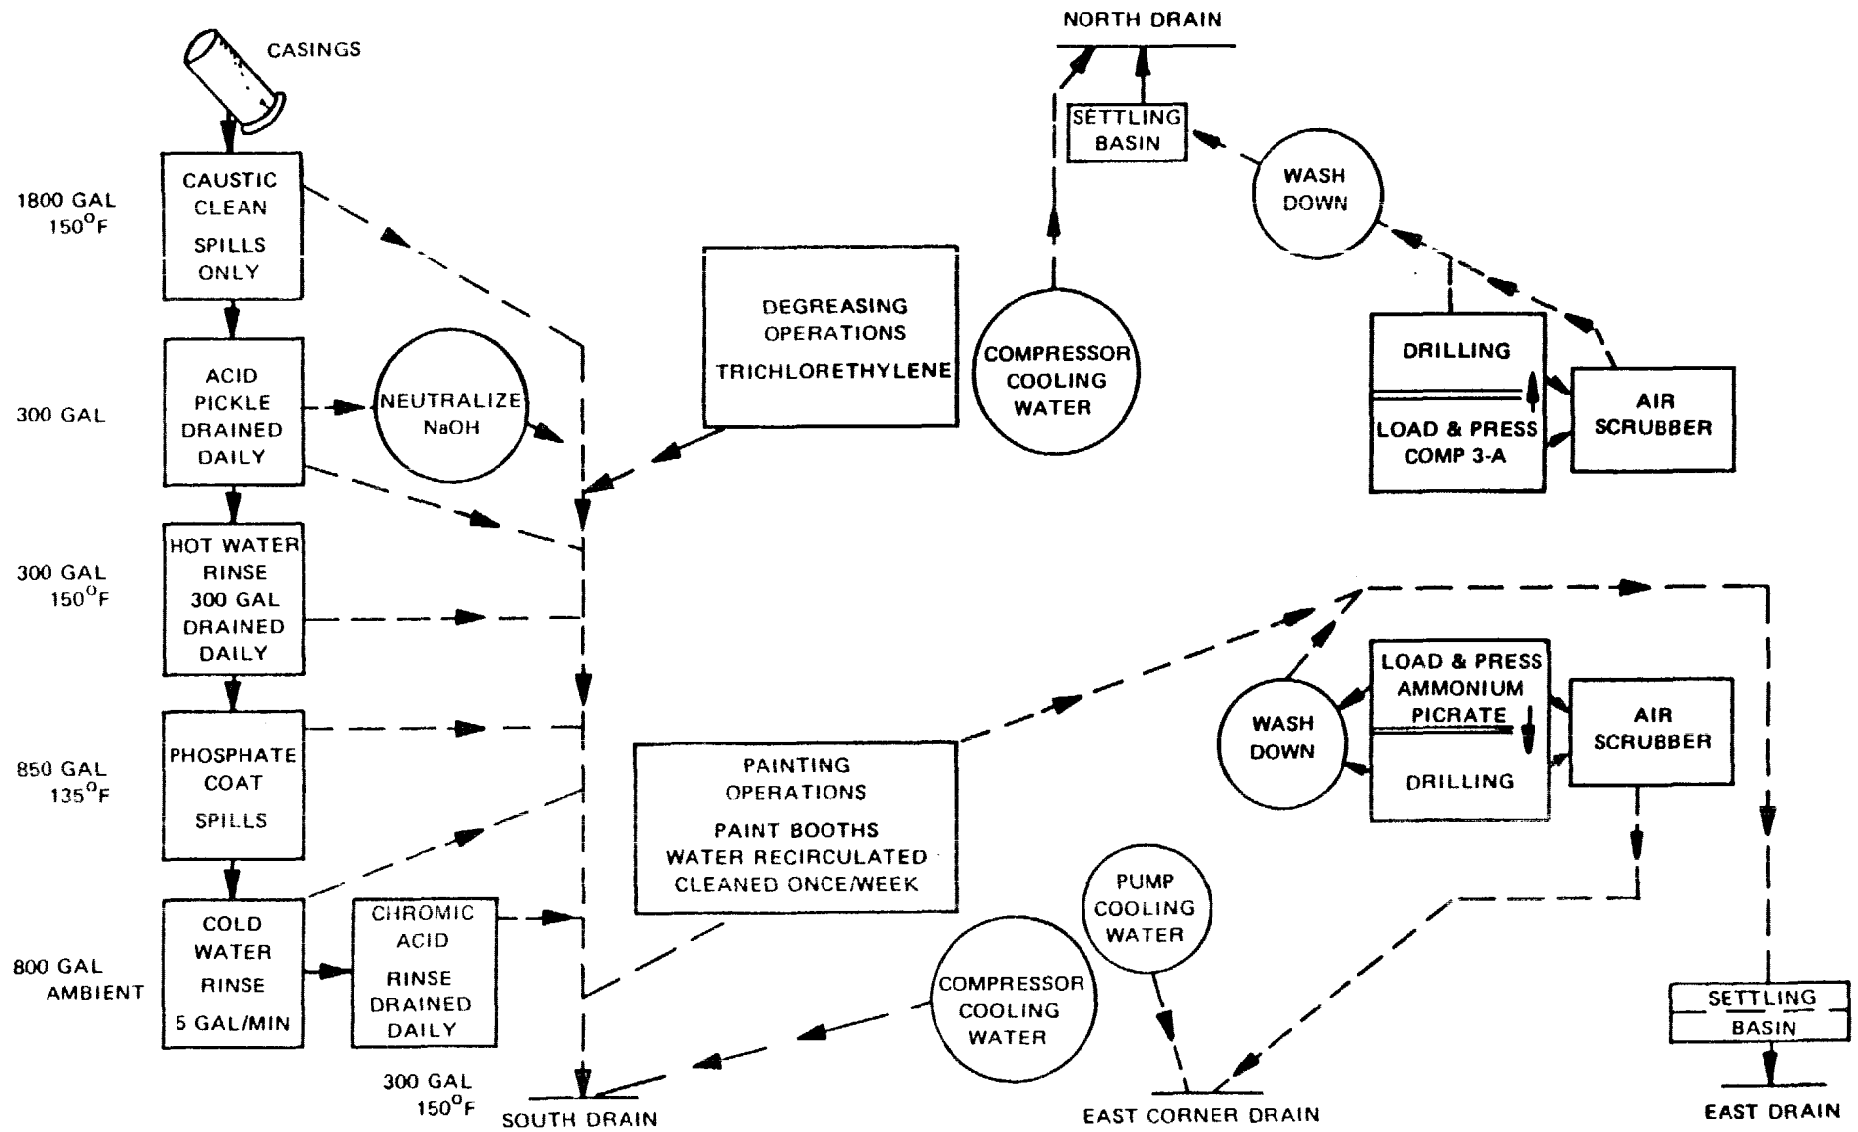 CASINGS
1800 GAL
150°F
CAUSTIC
CLEAN
SPILLS
ONLY
300 GAL
ACID
PICKLE
DRAINED
DAILY
NEUTRALIZE
NaOH
300 GAL
150°F
HOT WATER
RINSE
300 GAL
DRAINED
DAILY
850 GAL
135°F
PHOSPHATE
COAT
SPILLS
800 GAL
AMBIENT
COLD
WATER
RINSE
5 GAL/MIN
CHROMIC
ACID
RINSE
DRAINED
DAILY
300 GAL
150°F
SOUTH DRAIN
DEGREASING
OPERATIONS
TRICHLORETHYLENE
PAINTING
OPERATIONS
PAINT BOOTHS
WATER RECIRCULATED
CLEANED ONCE/WEEK
COMPRESSOR
COOLING
WATER
NORTH DRAIN
SETTLING
BASIN
COMPRESSOR
COOLING
WATER
WASH
DOWN
DRILLING
LOAD & PRESS
COMP 3-A
AIR
SCRUBBER
WASH
DOWN
LOAD & PRESS
AMMONIUM
PICRATE
DRILLING
AIR
SCRUBBER
PUMP
COOLING
WATER
EAST CORNER DRAIN
SETTLING
BASIN
EAST DRAIN